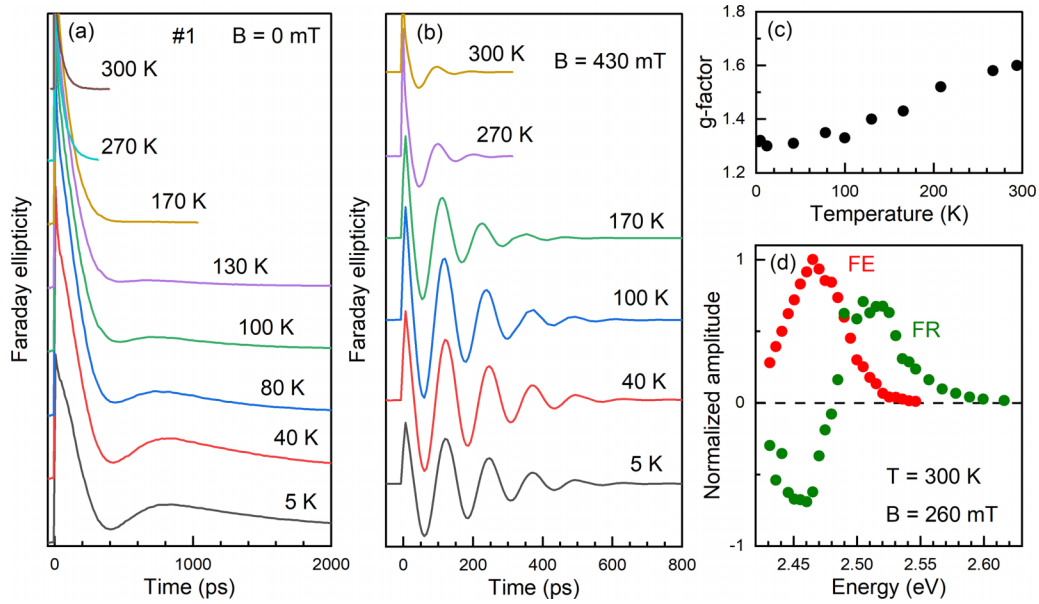 (a) #1 B = 0 mT
300 K
270 K
170 K
130 K
100 K
80 K
40 K
5 K
Faraday ellipticity
0 1000 2000
Time (ps)
(b)
300 K
B = 430 mT
270 K
170 K
100 K
40 K
5 K
Faraday ellipticity
0 200 400 600 800
Time (ps)
(c)
1.8
1.6
1.4
1.2
g-factor
0 100 200 300
Temperature (K)
(d) FE
FR
1
0
-1
Normalized amplitude
T = 300 K
B = 260 mT
2.45 2.50 2.55 2.60
Energy (eV)